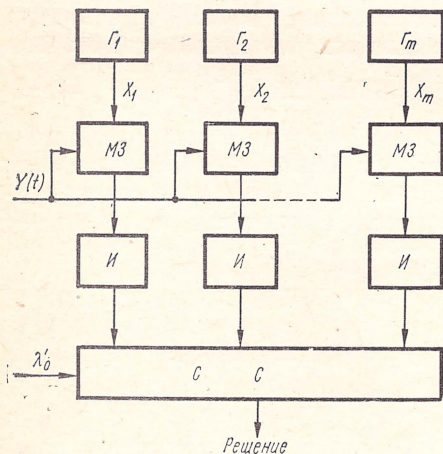 Г₁ Г₂ Гₘ
X₁ X₂ Xₘ
МЗ МЗ МЗ
Y(t)
И И И
λ'₀
С С
Решение